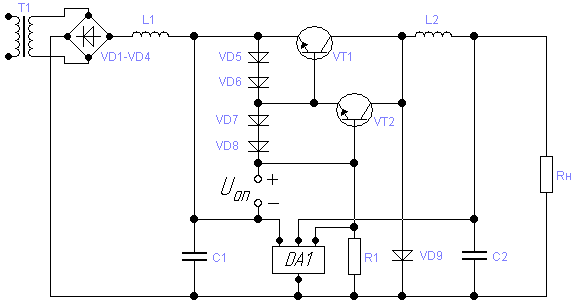 T1
L1
L2
VD1-VD4
VD5
VT1
VD6
VD7
VT2
VD8
+
Uоп
−
Rн
C1
DA1
R1
VD9
C2